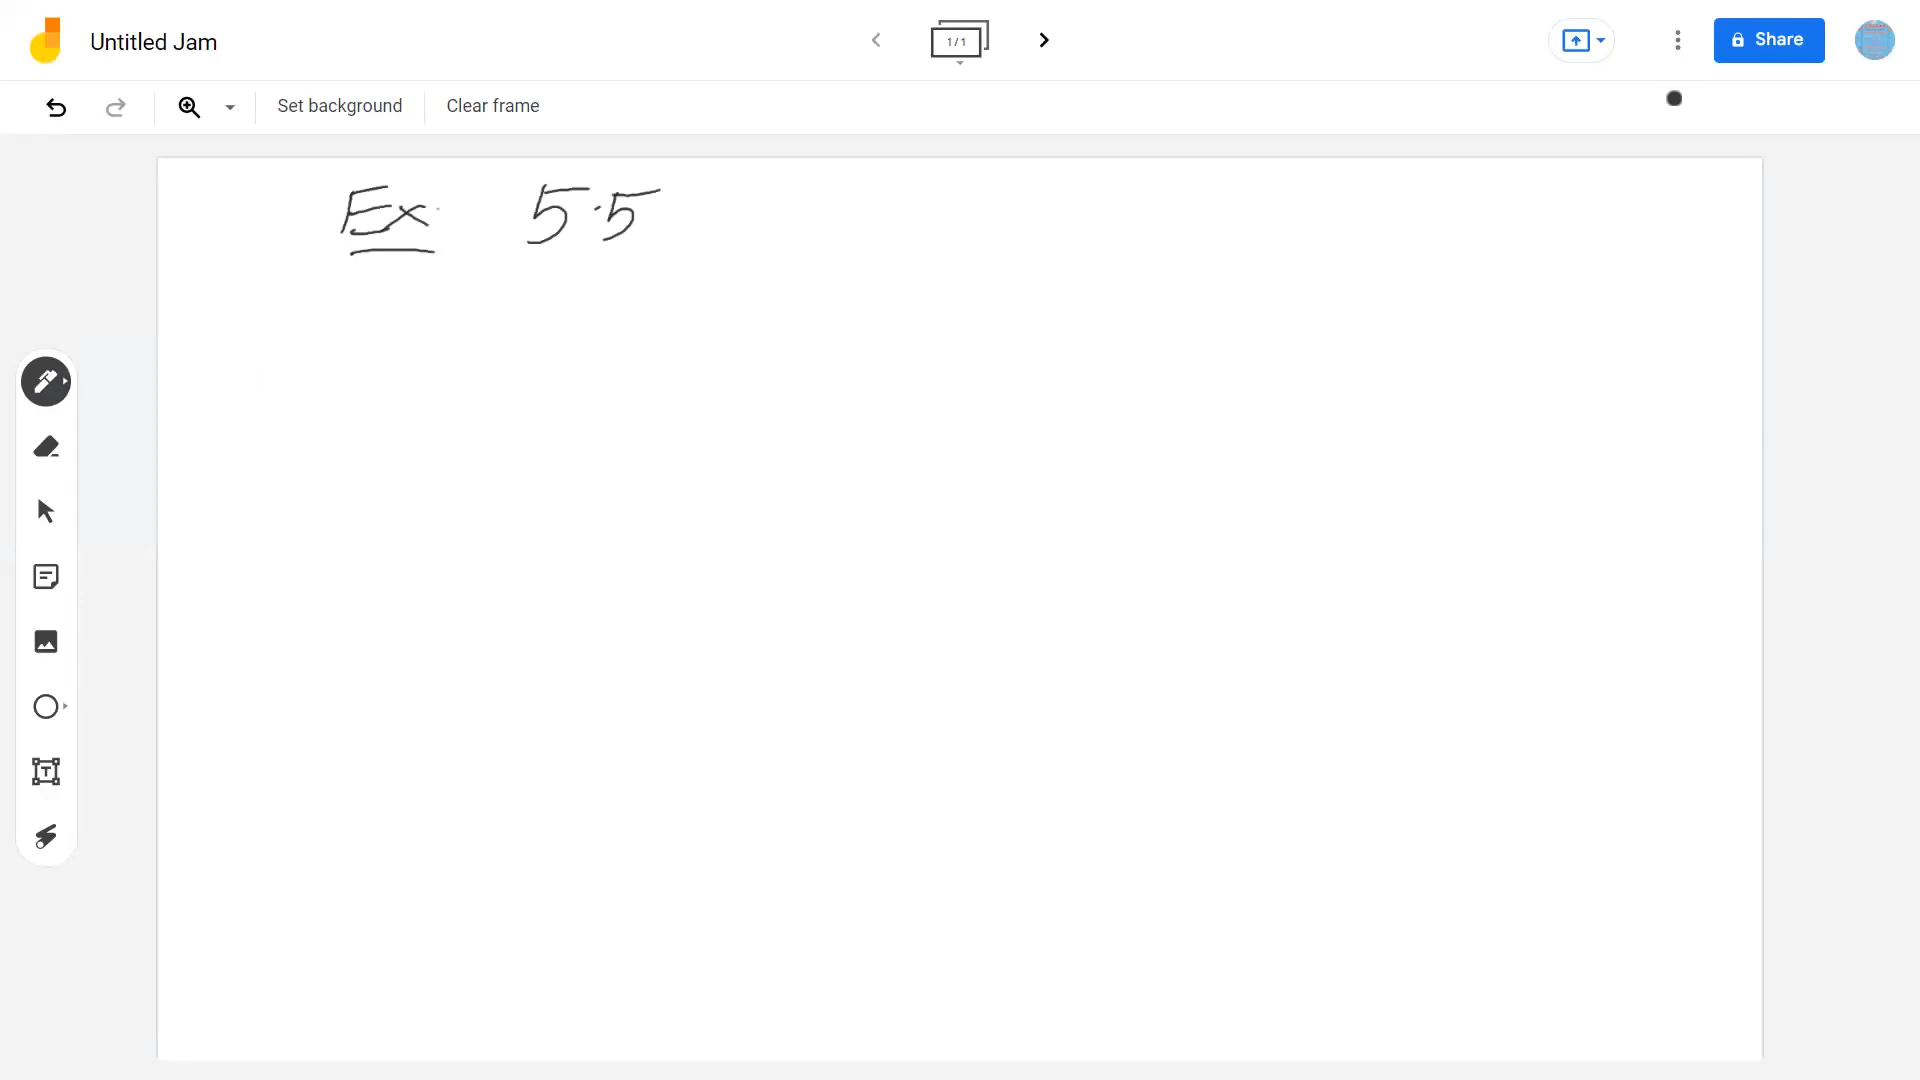 Untitled Jam
1/1
Share
Set background
Clear frame
Ex. 5.5
T